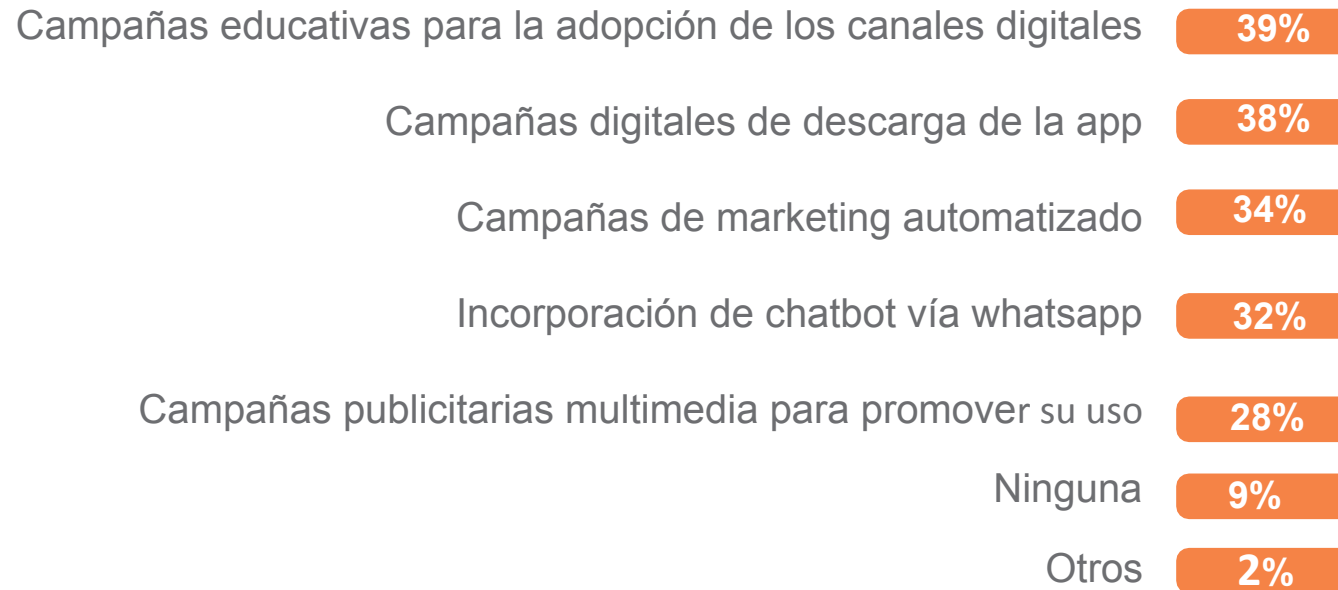 Campañas educativas para la adopción de los canales digitales 39%
Campañas digitales de descarga de la app 38%
Campañas de marketing automatizado 34%
Incorporación de chatbot vía whatsapp 32%
Campañas publicitarias multimedia para promover su uso 28%
Ninguna 9%
Otros 2%